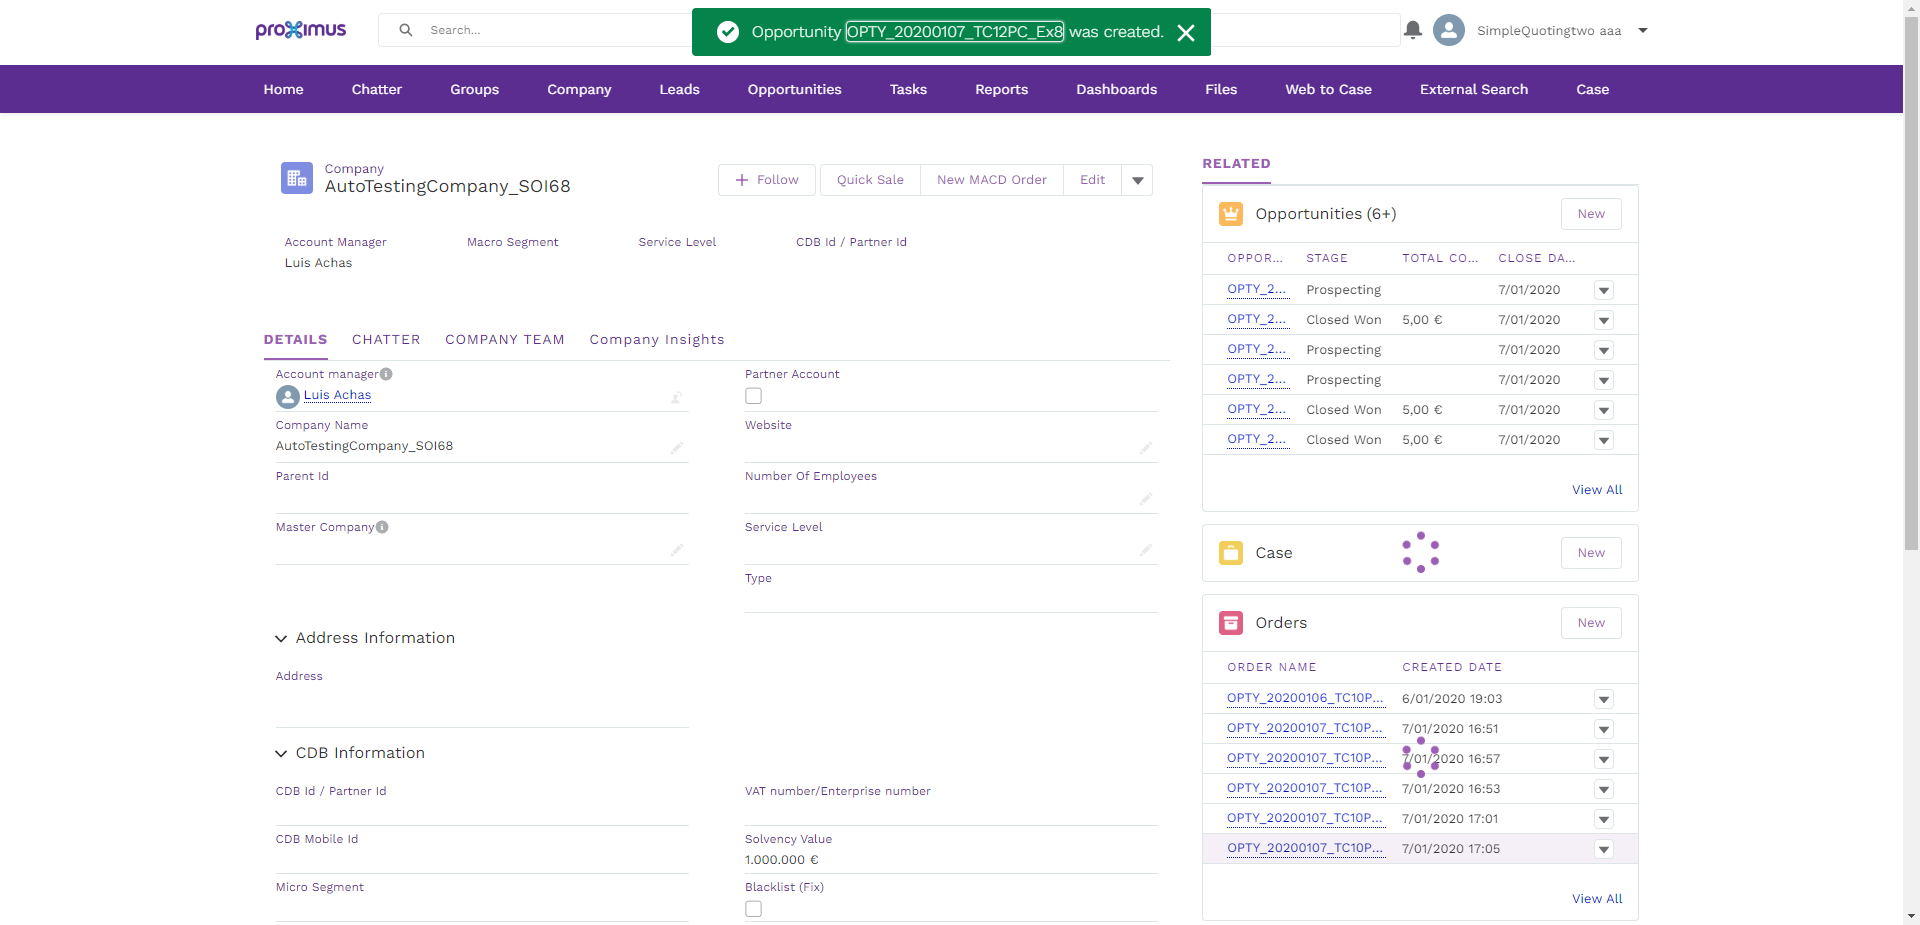 proximus
Search...
Opportunity OPTY_20200107_TC12PC_Ex8 was created.
SimpleQuotingtwo aaa
Home Chatter Groups Company Leads Opportunities Tasks Reports Dashboards Files Web to Case External Search Case
Company
AutoTestingCompany_SOI68
Follow Quick Sale New MACD Order Edit
Account Manager Macro Segment Service Level CDB Id / Partner Id
Luis Achas
DETAILS CHATTER COMPANY TEAM Company Insights
Account manager Partner Account
Luis Achas
Company Name Website
AutoTestingCompany_SOI68
Parent Id Number Of Employees
Master Company Service Level
Type
Address Information
Address
CDB Information
CDB Id / Partner Id VAT number/Enterprise number
CDB Mobile Id Solvency Value
1.000.000 €
Micro Segment Blacklist (Fix)
RELATED
Opportunities (6+) New
OPPOR... STAGE TOTAL CO... CLOSE DA...
OPTY_2... Prospecting 7/01/2020
OPTY_2... Closed Won 5,00 € 7/01/2020
OPTY_2... Prospecting 7/01/2020
OPTY_2... Prospecting 7/01/2020
OPTY_2... Closed Won 5,00 € 7/01/2020
OPTY_2... Closed Won 5,00 € 7/01/2020
View All
Case New
Orders New
ORDER NAME CREATED DATE
OPTY_20200106_TC10P... 6/01/2020 19:03
OPTY_20200107_TC10P... 7/01/2020 16:51
OPTY_20200107_TC10P... 7/01/2020 16:57
OPTY_20200107_TC10P... 7/01/2020 16:53
OPTY_20200107_TC10P... 7/01/2020 17:01
OPTY_20200107_TC10P... 7/01/2020 17:05
View All